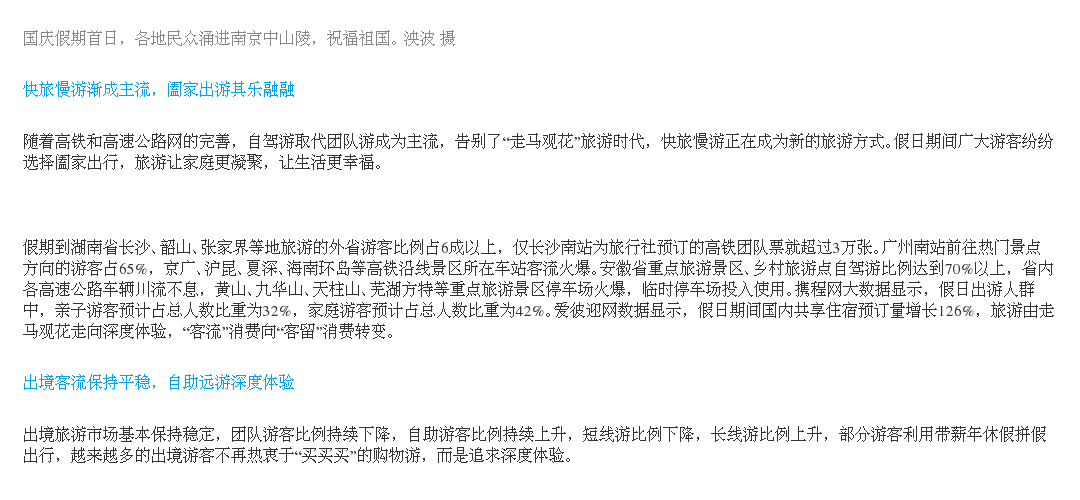 国庆假期首日，各地民众涌进南京中山陵，祝福祖国。泱波 摄
快旅慢游渐成主流，阖家出游其乐融融
随着高铁和高速公路网的完善，自驾游取代团队游成为主流，告别了“走马观花”旅游时代，快旅慢游正在成为新的旅游方式。假日期间广大游客纷纷
选择阖家出行，旅游让家庭更凝聚，让生活更幸福。
假期到湖南省长沙、韶山、张家界等地旅游的外省游客比例占6成以上，仅长沙南站为旅行社预订的高铁团队票就超过3万张。广州南站前往热门景点
方向的游客占65%，京广、沪昆、夏深、海南环岛等高铁沿线景区所在车站客流火爆。安徽省重点旅游景区、乡村旅游点自驾游比例达到70%以上，省内
各高速公路车辆川流不息，黄山、九华山、天柱山、芜湖方特等重点旅游景区停车场火爆，临时停车场投入使用。携程网大数据显示，假日出游人群
中，亲子游客预计占总人数比重为32%，家庭游客预计占总人数比重为42%。爱彼迎网数据显示，假日期间国内共享住宿预订量增长126%，旅游由走
马观花走向深度体验，“客流”消费向“客留”消费转变。
出境客流保持平稳，自助远游深度体验
出境旅游市场基本保持稳定，团队游客比例持续下降，自助游客比例持续上升，短线游比例下降，长线游比例上升，部分游客利用带薪年休假拼假
出行，越来越多的出境游客不再热衷于“买买买”的购物游，而是追求深度体验。